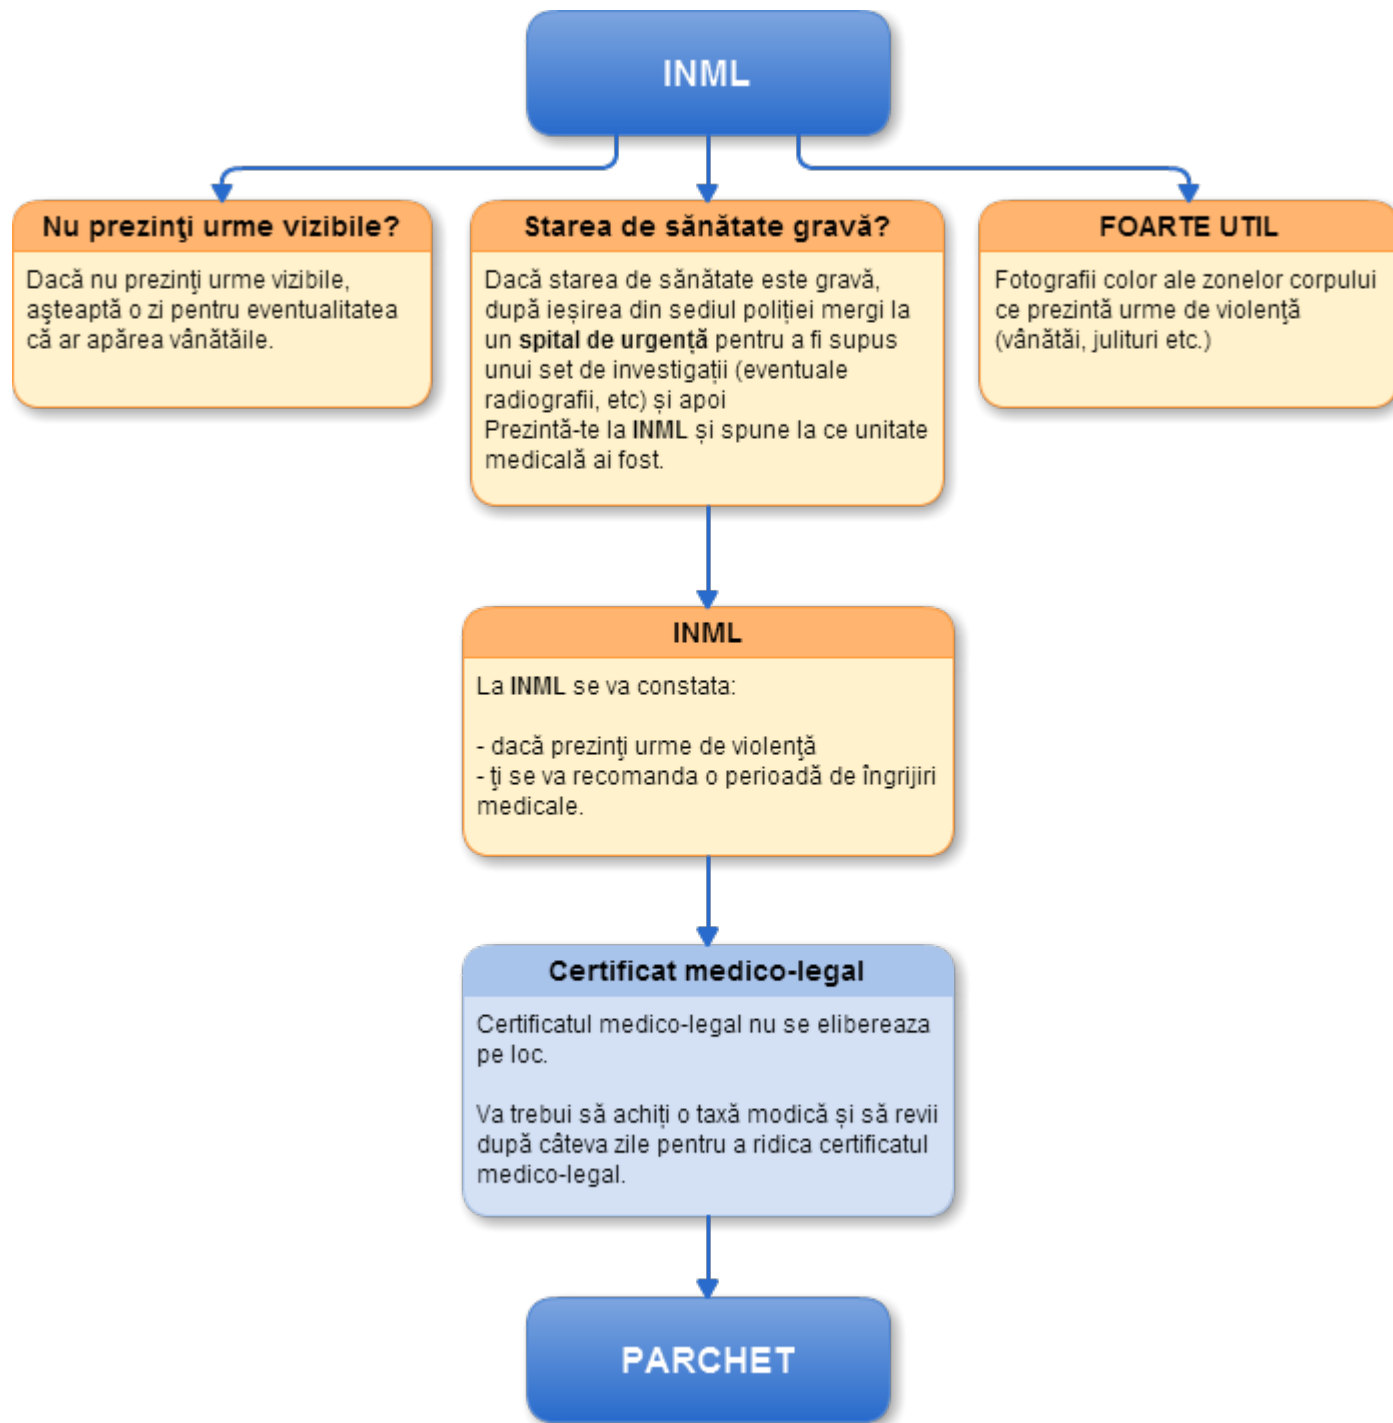 INML
Nu prezinţi urme vizibile?
Dacă nu prezinţi urme vizibile,
aşteaptă o zi pentru eventualitatea
că ar apărea vânătăile.
Starea de sănătate gravă?
Dacă starea de sănătate este gravă,
după ieșirea din sediul poliției mergi la
un spital de urgență pentru a fi supus
unui set de investigații (eventuale
radiografii, etc) și apoi
Prezintă-te la INML și spune la ce unitate
medicală ai fost.
FOARTE UTIL
Fotografii color ale zonelor corpului
ce prezintă urme de violență
(vânătăi, julituri etc.)
INML
La INML se va constata:
- dacă prezinţi urme de violenţă
- ţi se va recomanda o perioadă de îngrijiri
medicale.
Certificat medico-legal
Certificatul medico-legal nu se elibereaza
pe loc.
Va trebui să achiți o taxă modică și să revii
după câteva zile pentru a ridica certificatul
medico-legal.
PARCHET